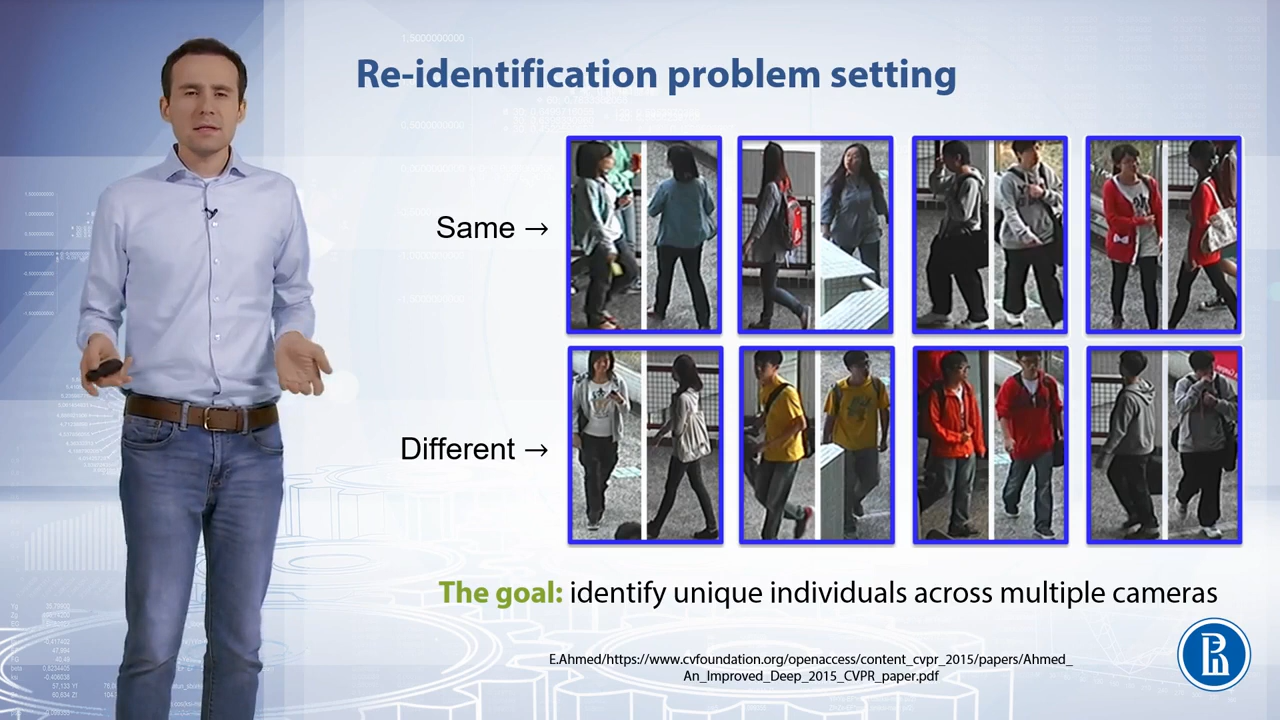 Re-identification problem setting
Same →
Different →
The goal: identify unique individuals across multiple cameras
E.Ahmed/https://www.cvfoundation.org/openaccess/content_cvpr_2015/papers/Ahmed_
An_Improved_Deep_2015_CVPR_paper.pdf